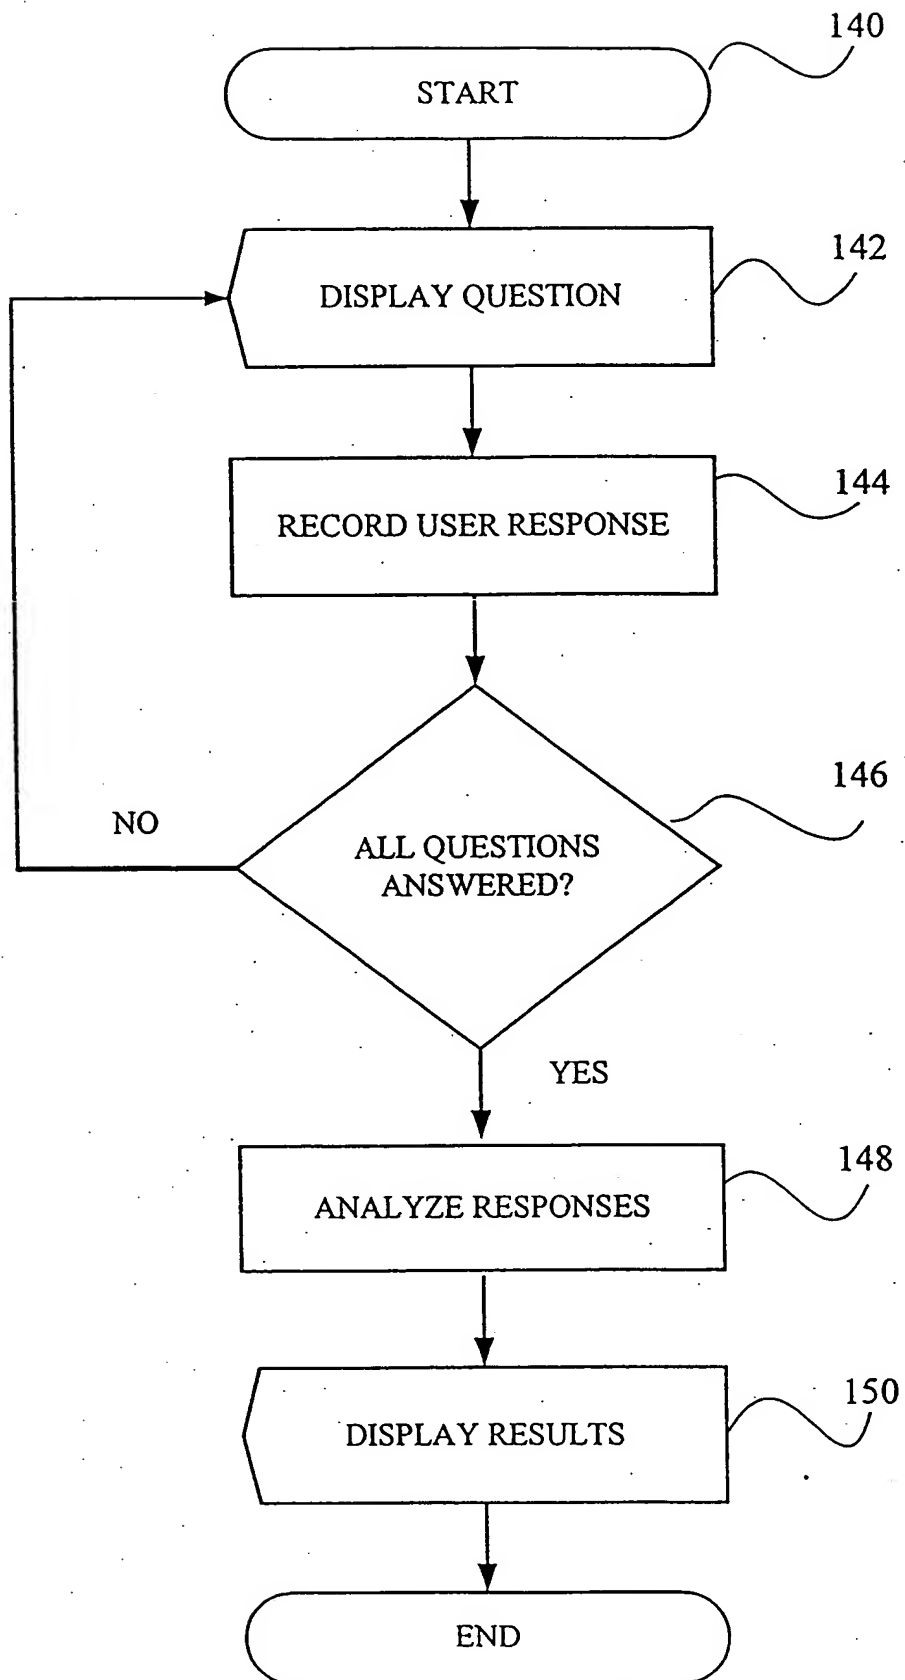 140
START
142
DISPLAY QUESTION
144
RECORD USER RESPONSE
146
NO
ALL QUESTIONS
ANSWERED?
YES
148
ANALYZE RESPONSES
150
DISPLAY RESULTS
END